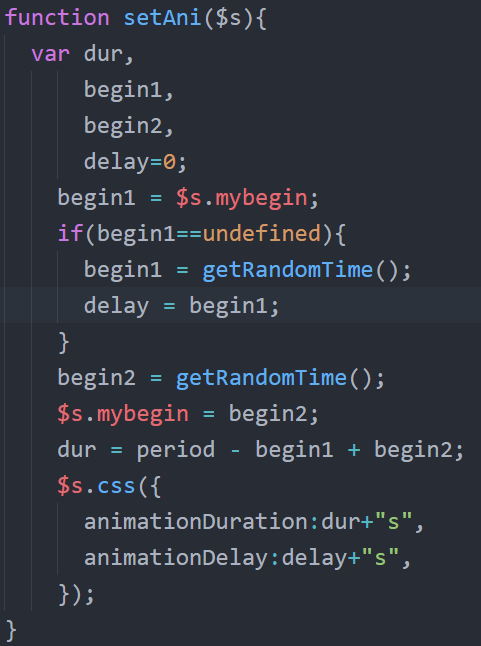 function setAni($s){
  var dur,
      begin1,
      begin2,
      delay=0;
    begin1 = $s.mybegin;
    if(begin1==undefined){
      begin1 = getRandomTime();
      delay = begin1;
    }
    begin2 = getRandomTime();
    $s.mybegin = begin2;
    dur = period - begin1 + begin2;
    $s.css({
      animationDuration:dur+"s",
      animationDelay:delay+"s",
    });
}